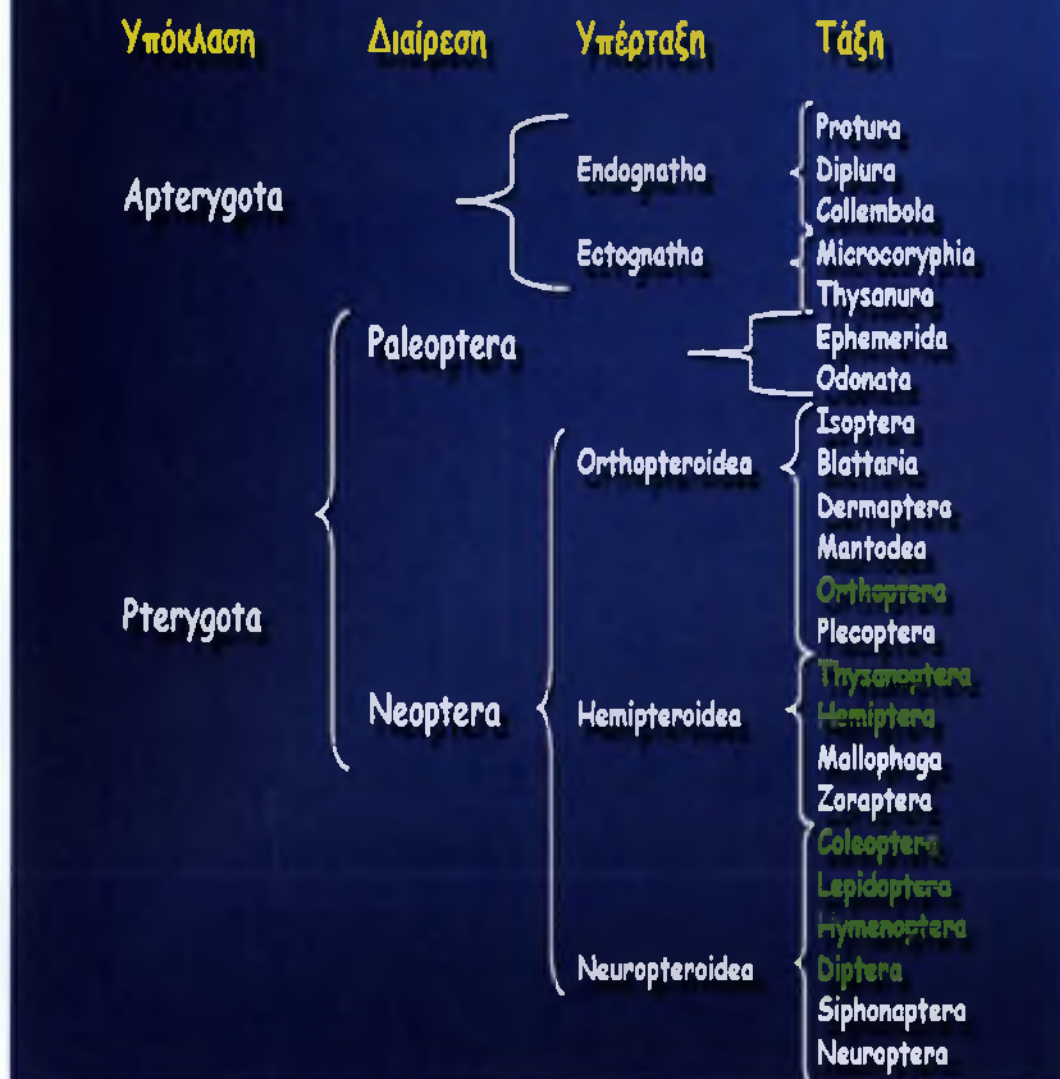 Υπόκλαση Διαίρεση Υπέρταξη Τάξη
Protura
Endognatha Diplura
Apterygota
Collembola
Ectognatha Microcoryphia
Thysanura
Paleoptera Ephemerida
Odonata
Isoptera
Orthopteroidea Blattaria
Dermaptera
Mantodea
Orthoptera
Pterygota Plecoptera
Thysanoptera
Neoptera Hemipteroidea Hemiptera
Mallophaga
Zoraptera
Coleoptera
Lepidoptera
Hymenoptera
Neuropteroidea Diptera
Siphonaptera
Neuroptera